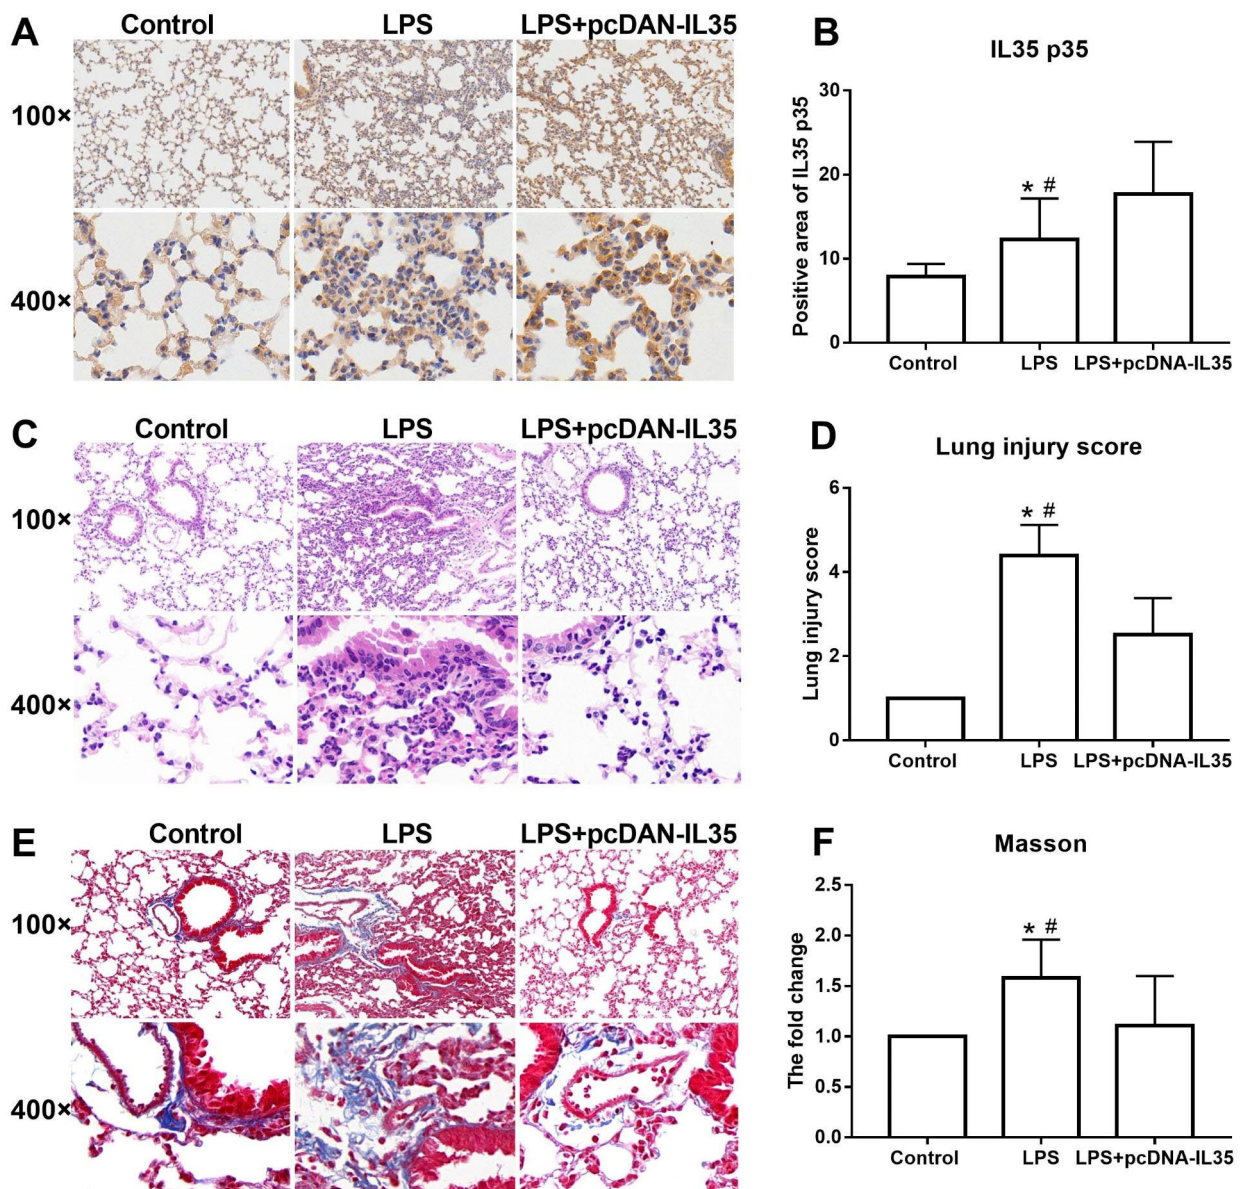 A
Control LPS LPS+pcDAN-IL35
100×
400×
B
IL35 p35
Positive area of IL35 p35
30
20
10
0
* #
Control LPS LPS+pcDNA-IL35
C
Control LPS LPS+pcDAN-IL35
100×
400×
D
Lung injury score
Lung injury score
6
4
2
0
* #
Control LPS LPS+pcDNA-IL35
E
Control LPS LPS+pcDAN-IL35
100×
400×
F
Masson
The fold change
2.5
2.0
1.5
1.0
0.5
0.0
* #
Control LPS LPS+pcDNA-IL35